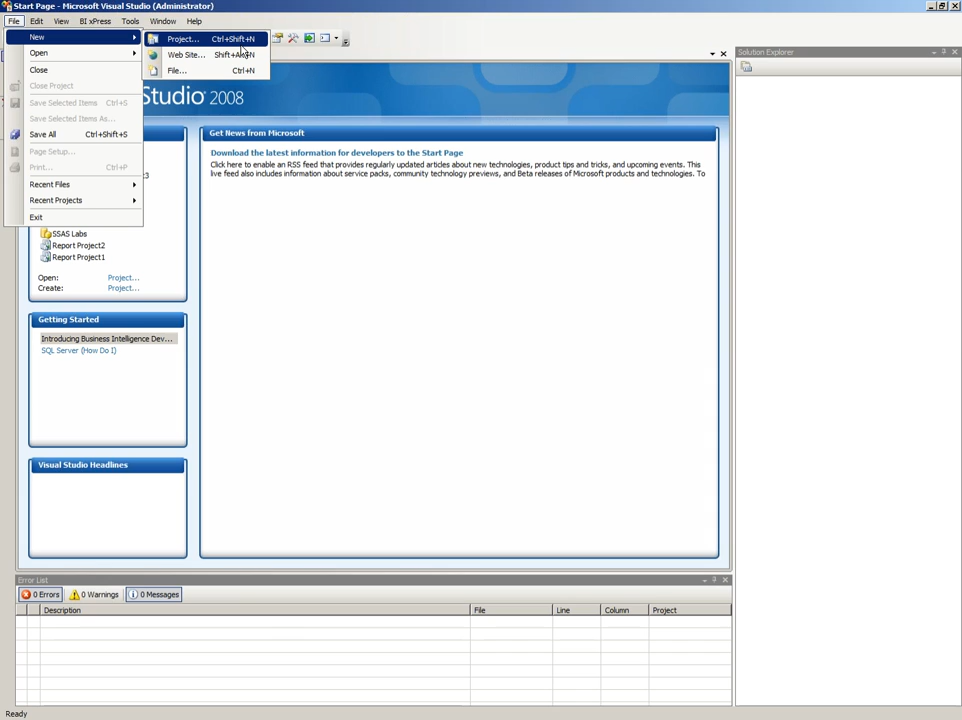 Start Page - Microsoft Visual Studio (Administrator)
File Edit View BI xPress Tools Window Help
New
Open
Close
Close Project
Save Selected Items Ctrl+S
Save Selected Items As...
Save All Ctrl+Shift+S
Page Setup...
Print... Ctrl+P
Recent Files
Recent Projects
Exit
Project... Ctrl+Shift+N
Web Site...
File... Ctrl+N
Solution Explorer
Studio 2008
SSAS Labs
Report Project2
Report Project1
Open: Project...
Create: Project...
Getting Started
Introducing Business Intelligence Dev...
SQL Server (How Do I)
Visual Studio Headlines
Get News from Microsoft
Download the latest information for developers to the Start Page
Click here to enable an RSS feed that provides regularly updated articles about new technologies, product tips and tricks, and upcoming events. This
live feed also includes information about service packs, community technology previews, and Beta releases of Microsoft products and technologies. To
Error List
0 Errors 0 Warnings 0 Messages
Description File Line Column Project
Ready